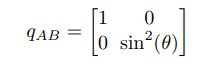 q_{AB} = \begin{bmatrix} 1 & 0 \\ 0 & \sin^2(\theta) \end{bmatrix}